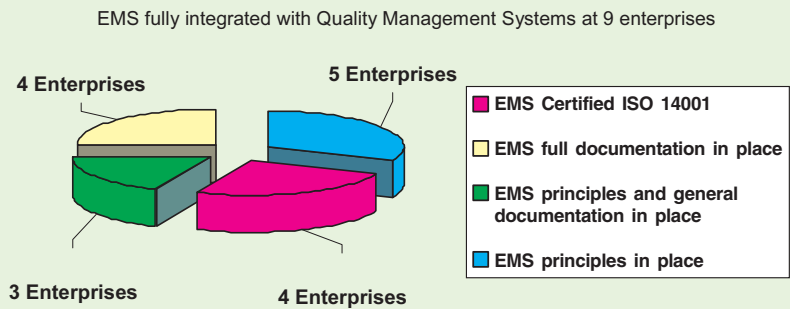 EMS fully integrated with Quality Management Systems at 9 enterprises
4 Enterprises
5 Enterprises
EMS Certified ISO 14001
EMS full documentation in place
EMS principles and general
documentation in place
EMS principles in place
3 Enterprises
4 Enterprises